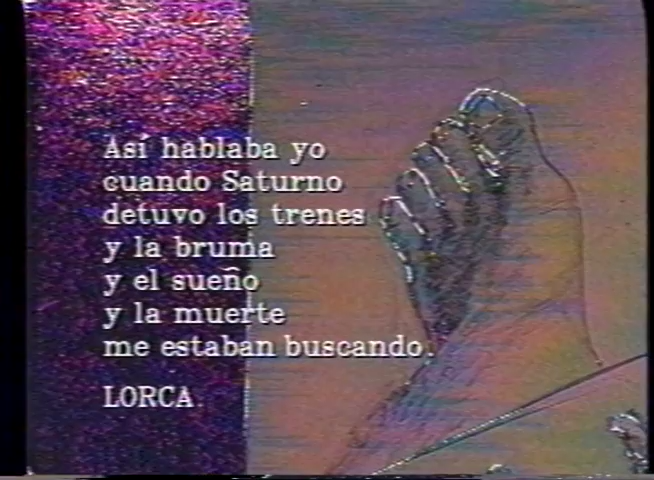 Así hablaba yo
cuando Saturno
detuvo los trenes
y la bruma
y el sueño
y la muerte
me estaban buscando.
LORCA.